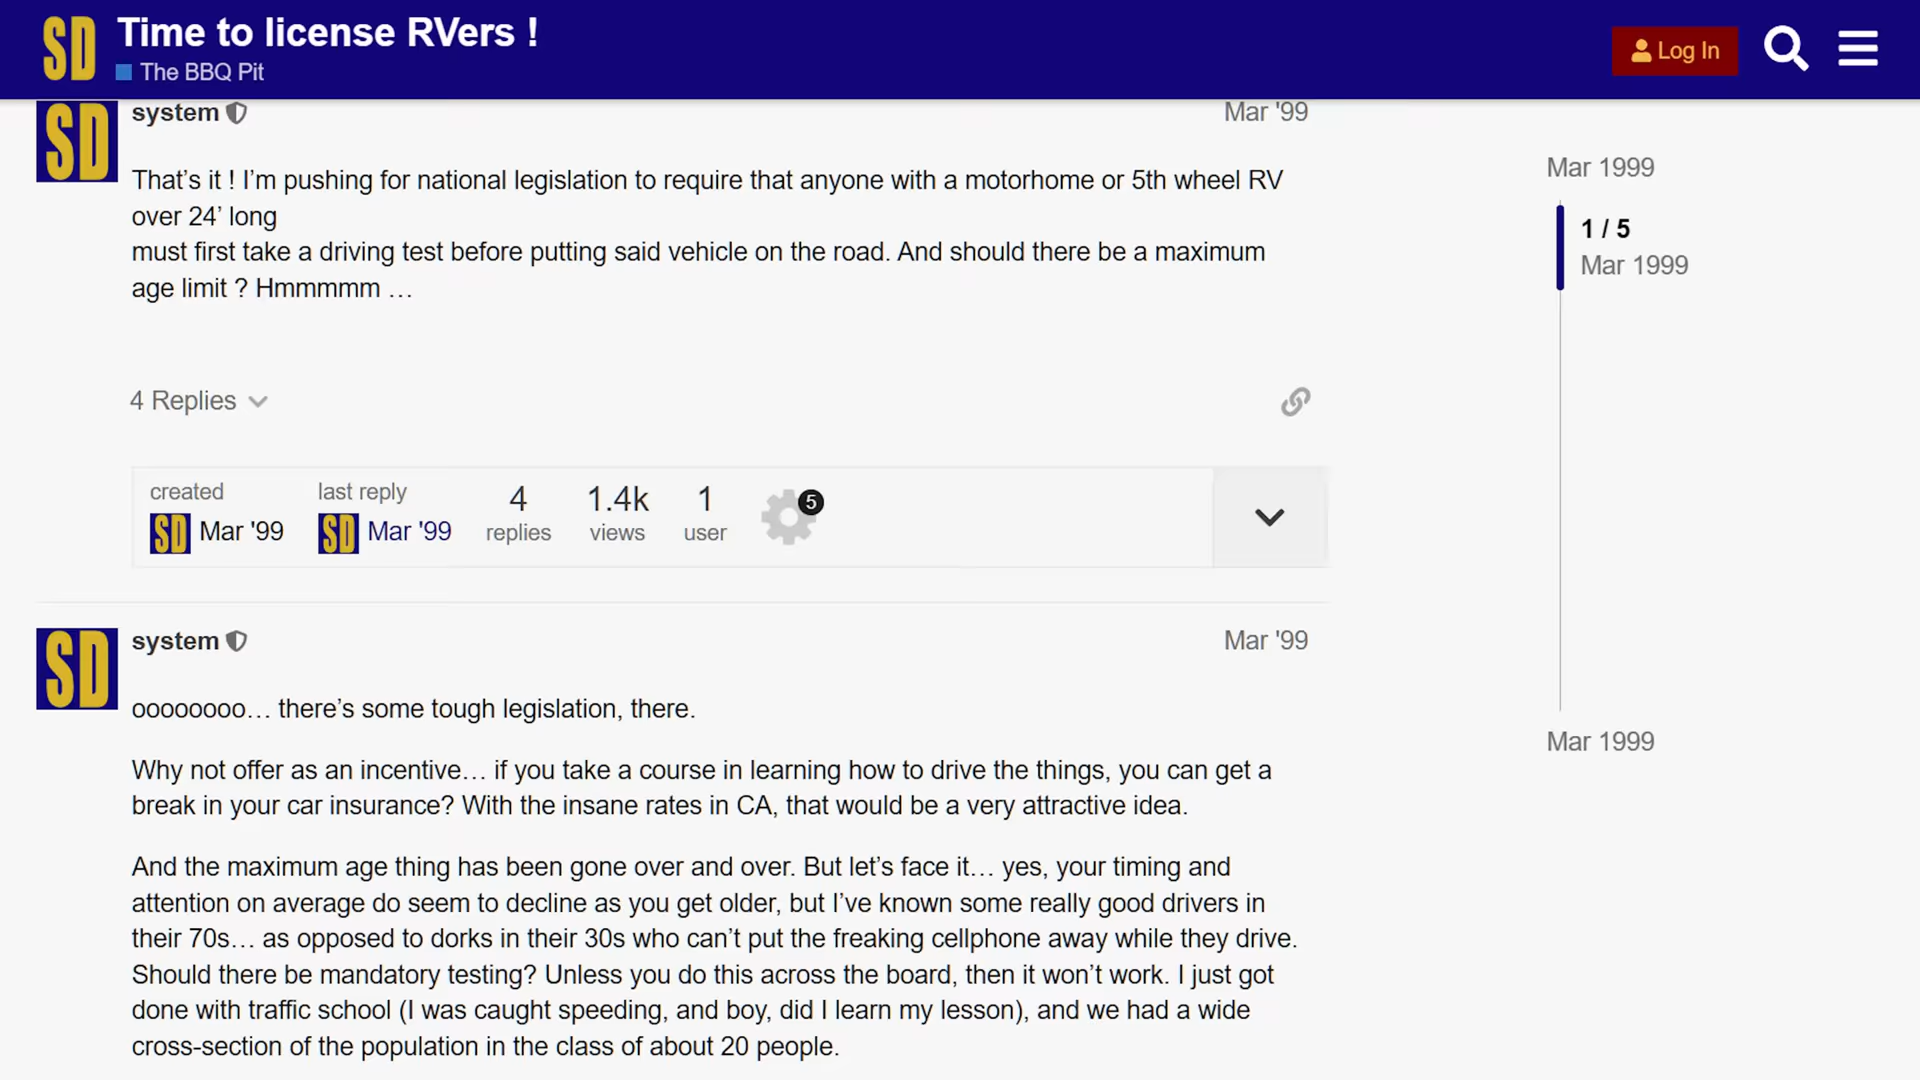 SD
Time to license RVers !
The BBQ Pit
Log In
SD
system
Mar '99
That’s it ! I’m pushing for national legislation to require that anyone with a motorhome or 5th wheel RV
over 24’ long
must first take a driving test before putting said vehicle on the road. And should there be a maximum
age limit ? Hmmmmm …
Mar 1999
1 / 5
Mar 1999
4 Replies
created
last reply
4
1.4k
1
5
SD
Mar '99
SD
Mar '99
replies
views
user
SD
system
Mar '99
oooooooo… there’s some tough legislation, there.
Mar 1999
Why not offer as an incentive… if you take a course in learning how to drive the things, you can get a
break in your car insurance? With the insane rates in CA, that would be a very attractive idea.
And the maximum age thing has been gone over and over. But let’s face it… yes, your timing and
attention on average do seem to decline as you get older, but I’ve known some really good drivers in
their 70s… as opposed to dorks in their 30s who can’t put the freaking cellphone away while they drive.
Should there be mandatory testing? Unless you do this across the board, then it won’t work. I just got
done with traffic school (I was caught speeding, and boy, did I learn my lesson), and we had a wide
cross-section of the population in the class of about 20 people.